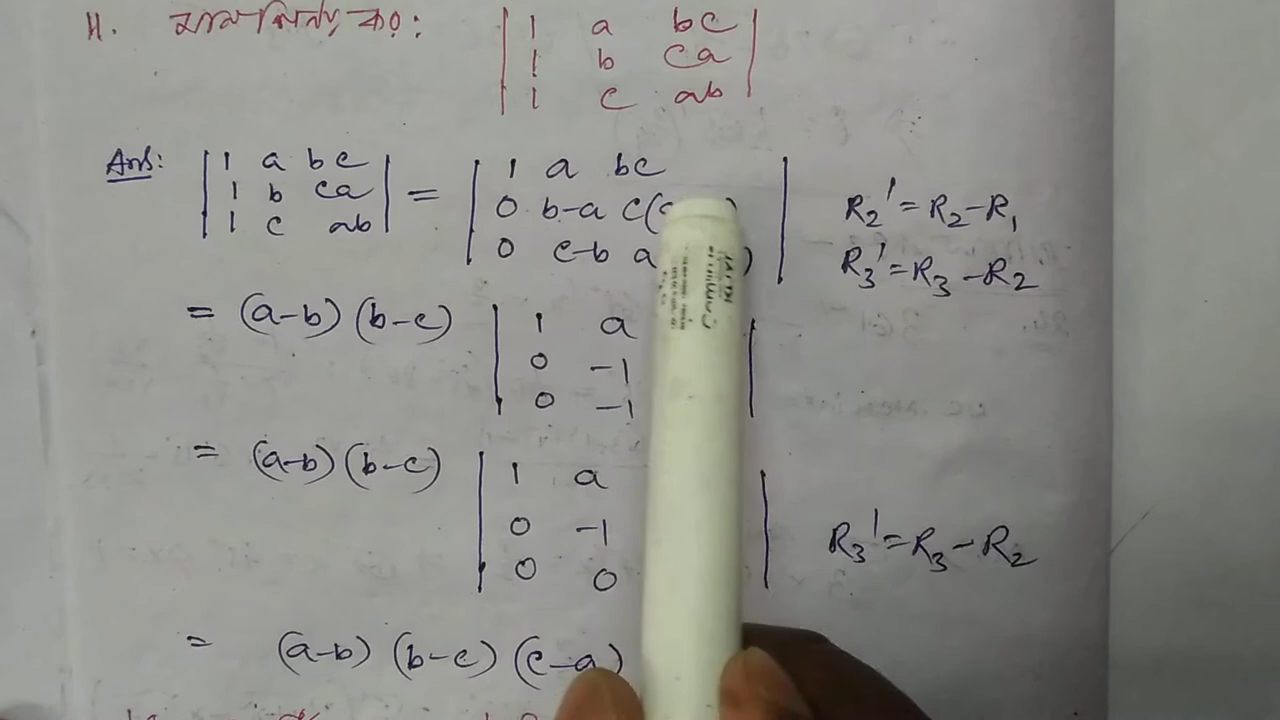 11. মান নির্ণয় কর:
| 1 a bc |
| 1 b ca |
| 1 c ab |
Ans: | 1 a bc | = | 1 a bc |
| 1 b ca | | 0 b-a c( ) | R₂' = R₂-R₁
| 1 c ab | | 0 c-b a ) | R₃' = R₃-R₂
= (a-b) (b-c) | 1 a |
| 0 -1 |
| 0 -1 |
= (a-b) (b-c) | 1 a |
| 0 -1 | R₃' = R₃-R₂
| 0 0 |
= (a-b) (b-c) (c-a)